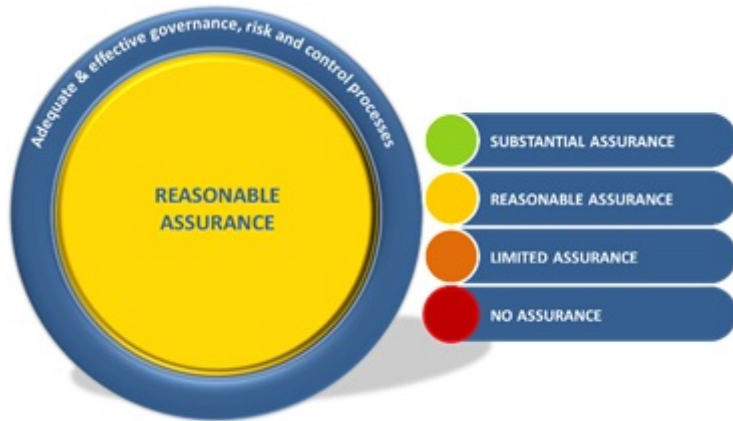 Adequate & effective governance, risk and control processes
REASONABLE
ASSURANCE
SUBSTANTIAL ASSURANCE
REASONABLE ASSURANCE
LIMITED ASSURANCE
NO ASSURANCE